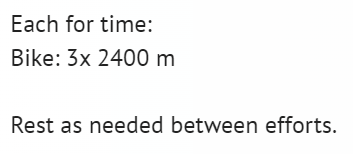 Each for time:
Bike: 3x 2400 m
Rest as needed between efforts.